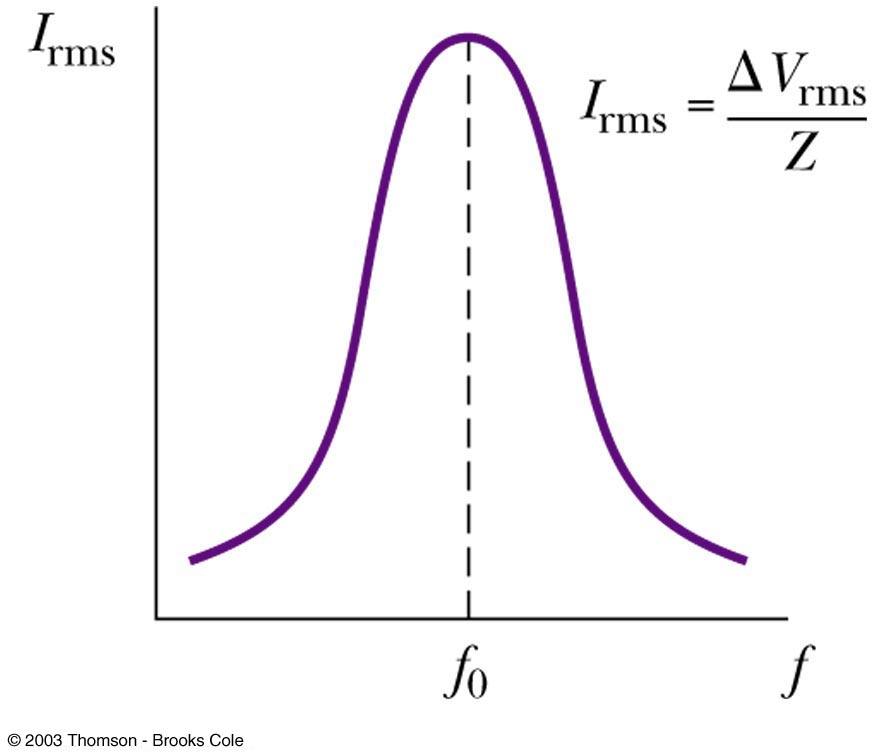 I_rms
I_rms = ΔV_rms / Z
f_0
f
© 2003 Thomson - Brooks Cole